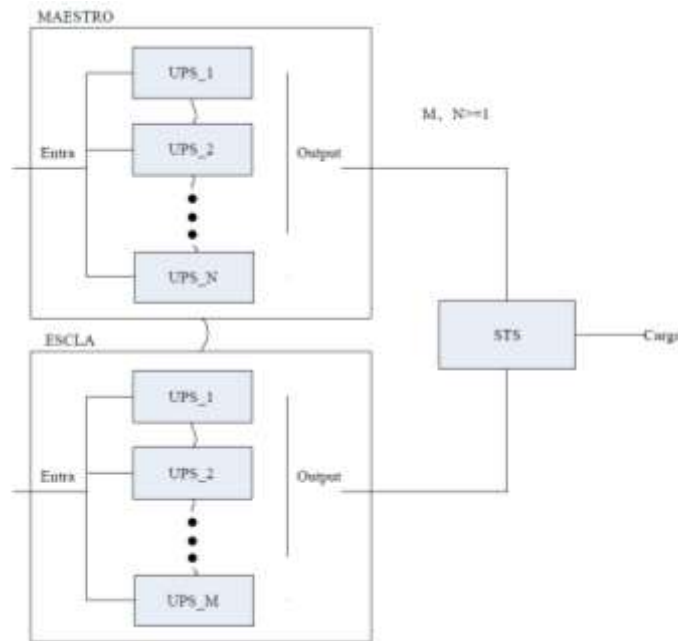 MAESTRO
UPS_1
M, N>=1
UPS_2
Entra
Output
UPS_N
STS
Carga
ESCLA
UPS_1
UPS_2
Entra
Output
UPS_M